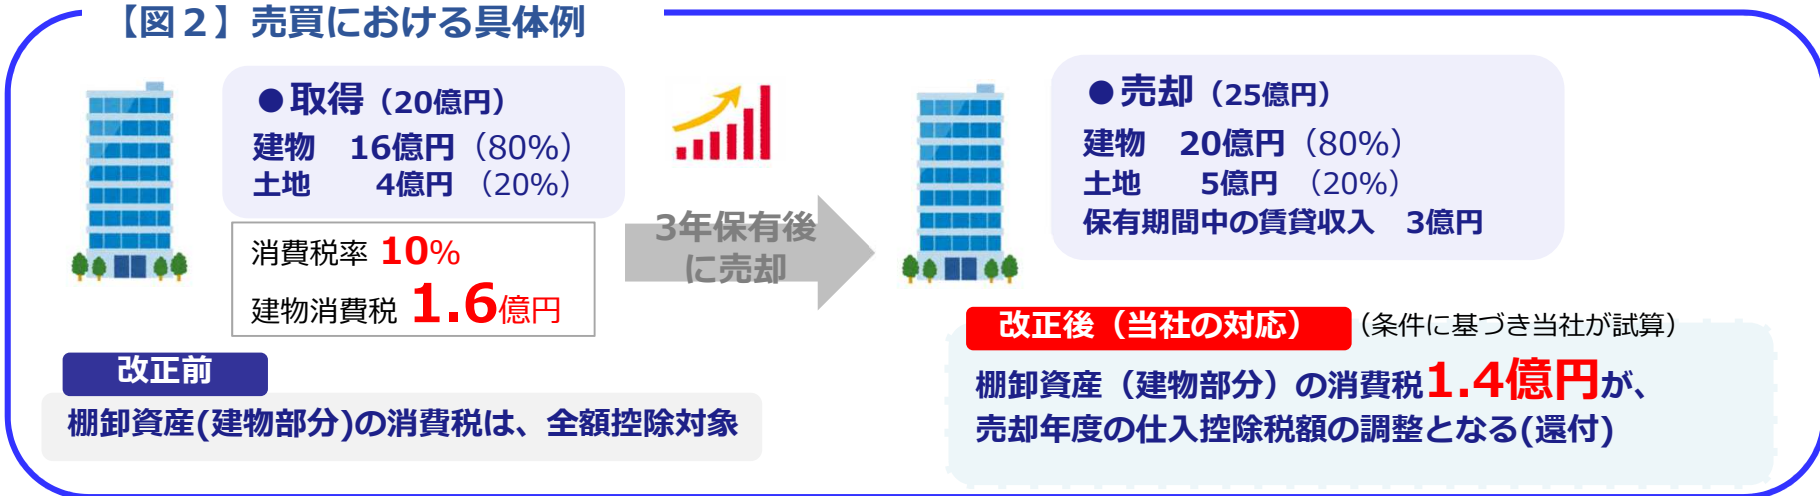 【図２】売買における具体例
●取得（20億円）
建物　16億円（80%）
土地　4億円（20%）
消費税率 10%
建物消費税 1.6億円
3年保有後
に売却
●売却（25億円）
建物　20億円（80%）
土地　5億円（20%）
保有期間中の賃貸収入　3億円
改正前
棚卸資産(建物部分)の消費税は、全額控除対象
改正後（当社の対応）（条件に基づき当社が試算）
棚卸資産（建物部分）の消費税1.4億円が、
売却年度の仕入控除税額の調整となる(還付)